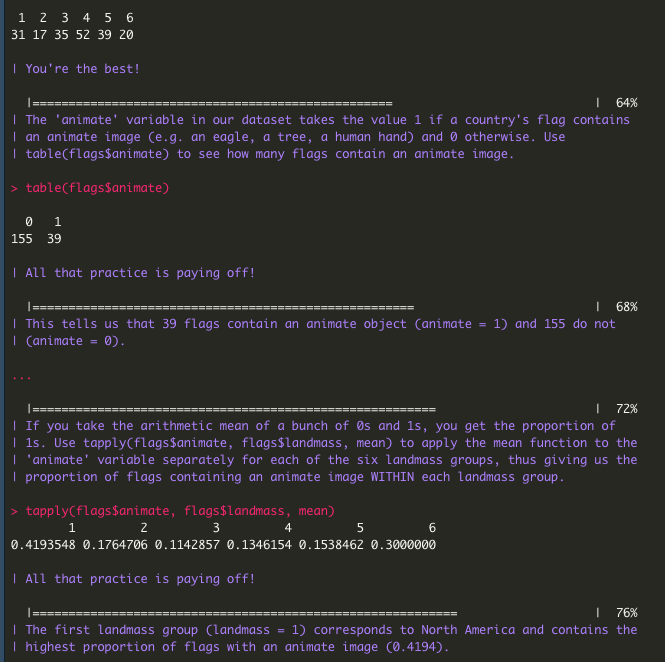 1  2  3  4  5  6
31 17 35 52 39 20
| You're the best!
|================================================== | 64%
| The 'animate' variable in our dataset takes the value 1 if a country's flag contains
| an animate image (e.g. an eagle, a tree, a human hand) and 0 otherwise. Use
| table(flags$animate) to see how many flags contain an animate image.
> table(flags$animate)
  0   1
155  39
| All that practice is paying off!
|===================================================== | 68%
| This tells us that 39 flags contain an animate object (animate = 1) and 155 do not
| (animate = 0).
...
|======================================================== | 72%
| If you take the arithmetic mean of a bunch of 0s and 1s, you get the proportion of
| 1s. Use tapply(flags$animate, flags$landmass, mean) to apply the mean function to the
| 'animate' variable separately for each of the six landmass groups, thus giving us the
| proportion of flags containing an animate image WITHIN each landmass group.
> tapply(flags$animate, flags$landmass, mean)
        1         2         3         4         5         6
0.4193548 0.1764706 0.1142857 0.1346154 0.1538462 0.3000000
| All that practice is paying off!
|=========================================================== | 76%
| The first landmass group (landmass = 1) corresponds to North America and contains the
| highest proportion of flags with an animate image (0.4194).